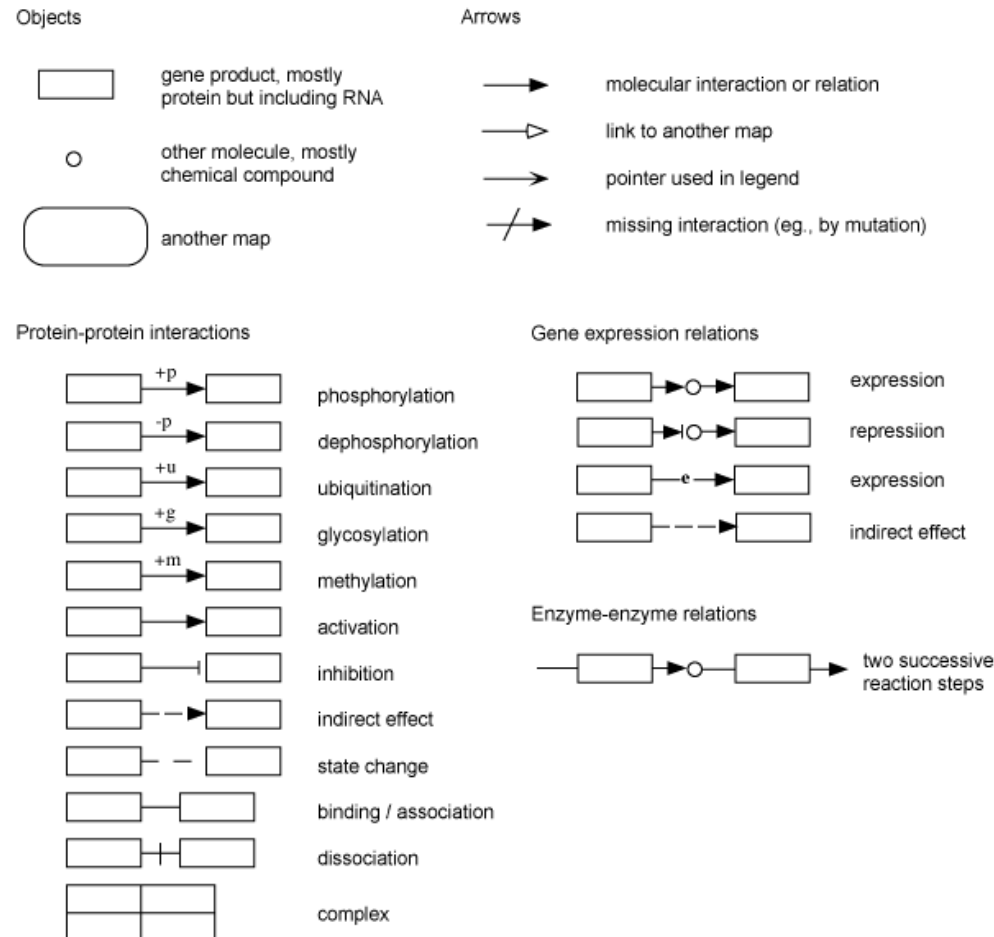 Objects
gene product, mostly
protein but including RNA
other molecule, mostly
chemical compound
another map
Arrows
molecular interaction or relation
link to another map
pointer used in legend
missing interaction (eg., by mutation)
Protein-protein interactions
+p
phosphorylation
-p
dephosphorylation
+u
ubiquitination
+g
glycosylation
+m
methylation
activation
inhibition
indirect effect
state change
binding / association
dissociation
complex
Gene expression relations
expression
repressiion
e
expression
indirect effect
Enzyme-enzyme relations
two successive
reaction steps